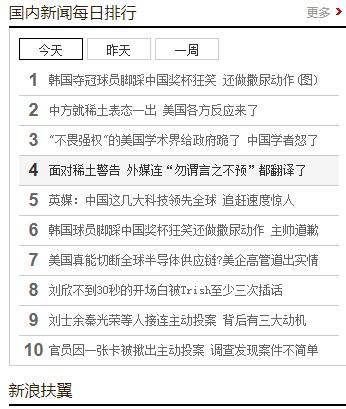 国内新闻每日排行
更多
今天
昨天
一周
1 韩国夺冠球员脚踩中国奖杯狂笑 还做撒尿动作(图)
2 中方就稀土表态一出 美国各方反应来了
3 “不畏强权”的美国学术界给政府跪了 中国学者怒了
4 面对稀土警告 外媒连“勿谓言之不预”都翻译了
5 英媒：中国这几大科技领先全球 追赶速度惊人
6 韩国球员脚踩中国奖杯狂笑还做撒尿动作 主帅道歉
7 美国真能切断全球半导体供应链?美企高管道出实情
8 刘欣不到30秒的开场白被Trish至少三次插话
9 刘士余秦光荣等人接连主动投案 背后有三大动机
10 官员因一张卡被揪出主动投案 调查发现案件不简单
新浪扶翼